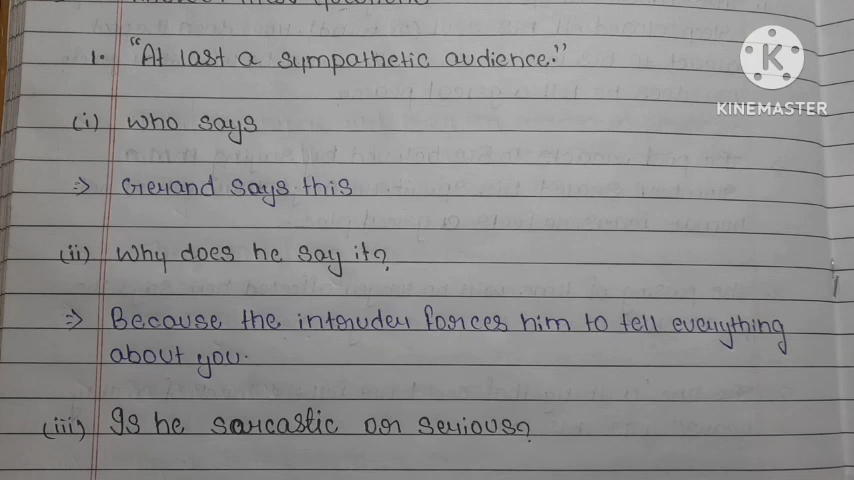 1. "At last a sympathetic audience."
KINEMASTER
(i) who says
⇒ Gerrand says this
(ii) Why does he say it?
⇒ Because the intruder forces him to tell everything
about you.
(iii) Is he sarcastic or serious?